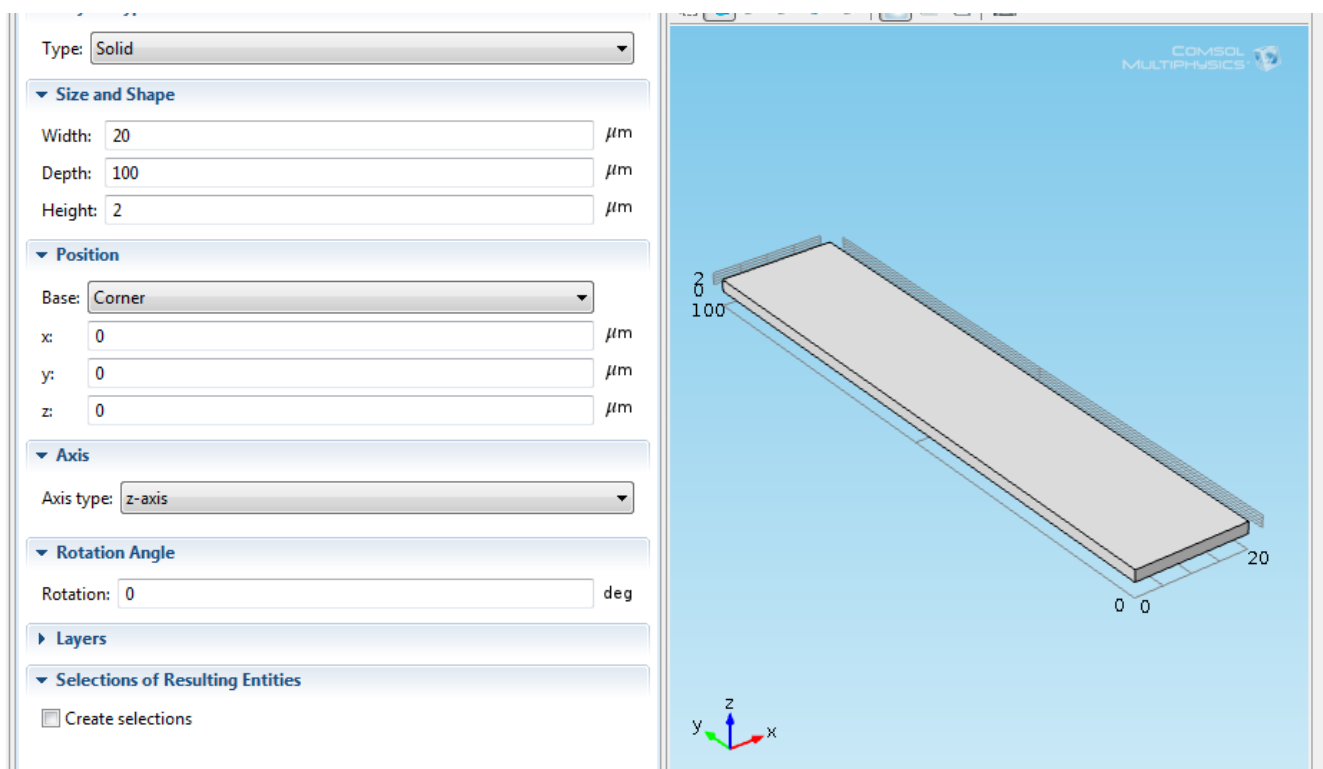 Type: Solid
Size and Shape
Width: 20 μm
Depth: 100 μm
Height: 2 μm
Position
Base: Corner
x: 0 μm
y: 0 μm
z: 0 μm
Axis
Axis type: z-axis
Rotation Angle
Rotation: 0 deg
Layers
Selections of Resulting Entities
Create selections
COMSOL
MULTIPHYSICS
2
0
100
20
0 0
z
y x